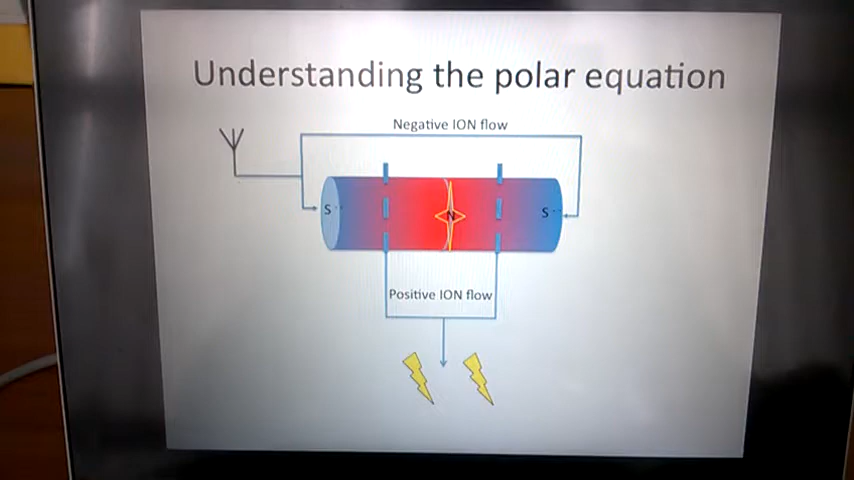 Understanding the polar equation
Negative ION flow
S
N
S
Positive ION flow